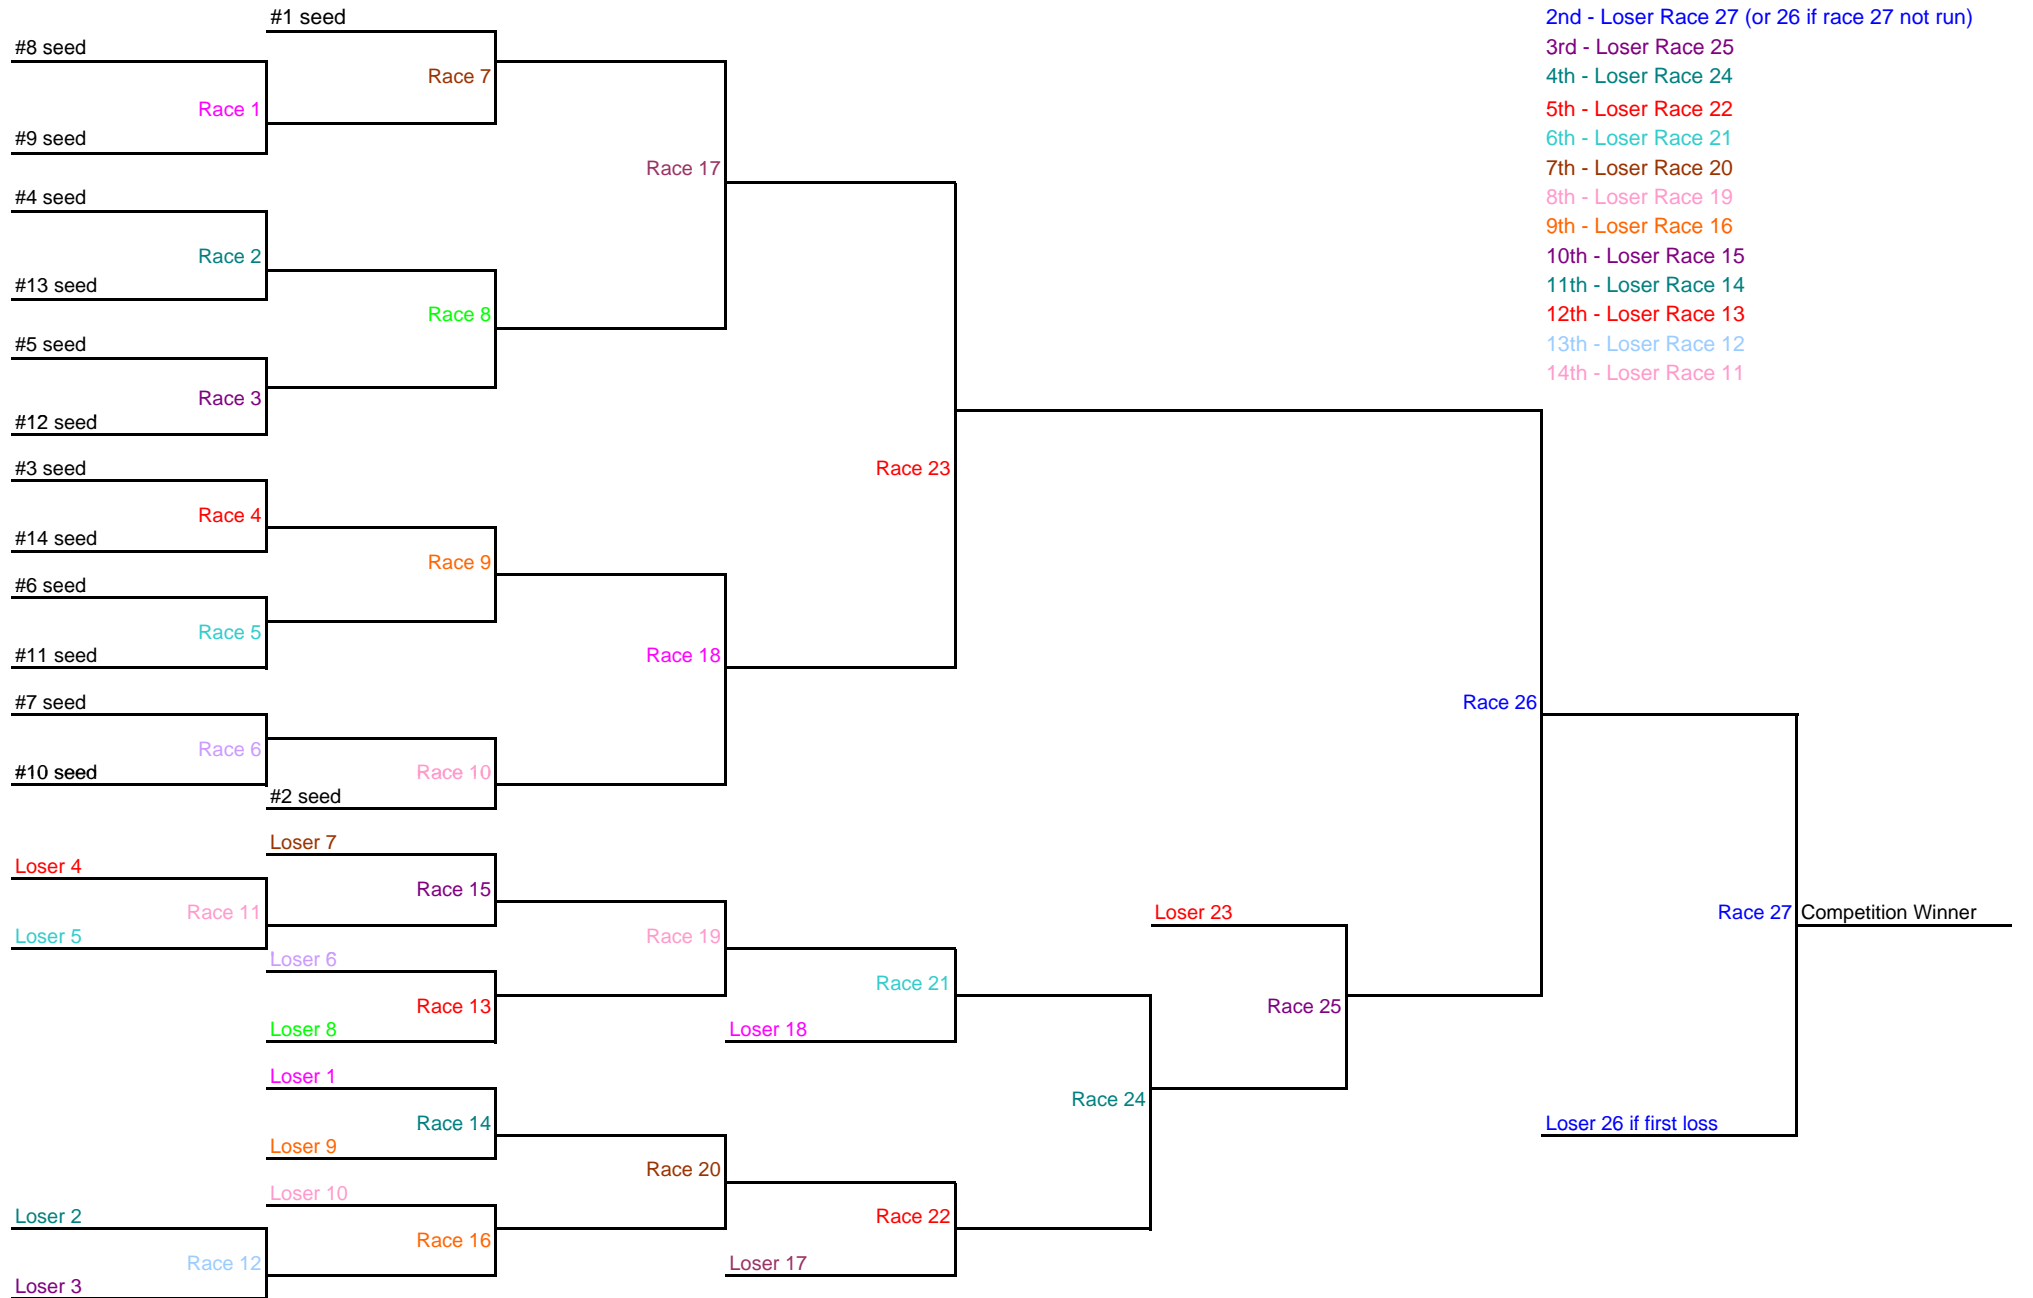 #1 seed
2nd - Loser Race 27 (or 26 if race 27 not run)
#8 seed
3rd - Loser Race 25
Race 7
4th - Loser Race 24
Race 1
5th - Loser Race 22
#9 seed
6th - Loser Race 21
Race 17
7th - Loser Race 20
#4 seed
8th - Loser Race 19
9th - Loser Race 16
Race 2
10th - Loser Race 15
#13 seed
11th - Loser Race 14
Race 8
12th - Loser Race 13
#5 seed
13th - Loser Race 12
14th - Loser Race 11
Race 3
#12 seed
#3 seed
Race 23
Race 4
#14 seed
Race 9
#6 seed
Race 5
#11 seed
Race 18
#7 seed
Race 26
Race 6
#10 seed
Race 10
#2 seed
Loser 7
Loser 4
Race 15
Race 11
Loser 23
Race 27
Competition Winner
Loser 5
Race 19
Loser 6
Race 21
Race 13
Race 25
Loser 8
Loser 18
Loser 1
Race 24
Race 14
Loser 26 if first loss
Loser 9
Race 20
Loser 10
Loser 2
Race 22
Race 16
Race 12
Loser 17
Loser 3